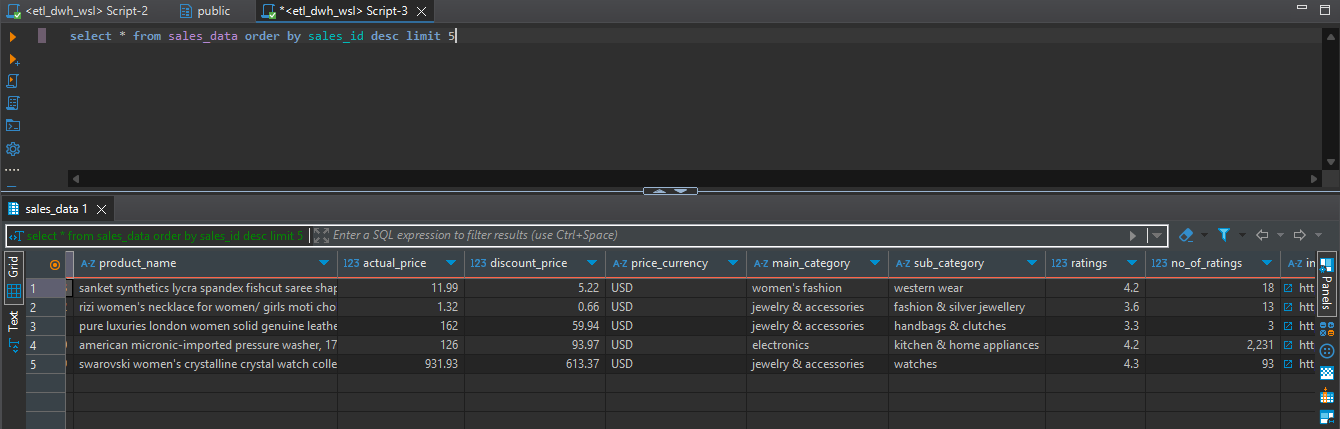 <etl_dwh_wsl> Script-2 public *<etl_dwh_wsl> Script-3
select * from sales_data order by sales_id desc limit 5
sales_data 1
select * from sales_data order by sales_id desc limit 5 Enter a SQL expression to filter results (use Ctrl+Space)
Grid
Text
Panels
A-Z product_name 123 actual_price 123 discount_price A-Z price_currency A-Z main_category A-Z sub_category 123 ratings 123 no_of_ratings A-Z
1 sanket synthetics lycra spandex fishcut saree shap 11.99 5.22 USD women's fashion western wear 4.2 18 htt
2 rizi women's necklace for women/ girls moti cho 1.32 0.66 USD jewelry & accessories fashion & silver jewellery 3.6 13 htt
3 pure luxuries london women solid genuine leathe 162 59.94 USD jewelry & accessories handbags & clutches 3.3 3 htt
4 american micronic-imported pressure washer, 17 126 93.97 USD electronics kitchen & home appliances 4.2 2,231 htt
5 swarovski women's crystalline crystal watch colle 931.93 613.37 USD jewelry & accessories watches 4.3 93 htt